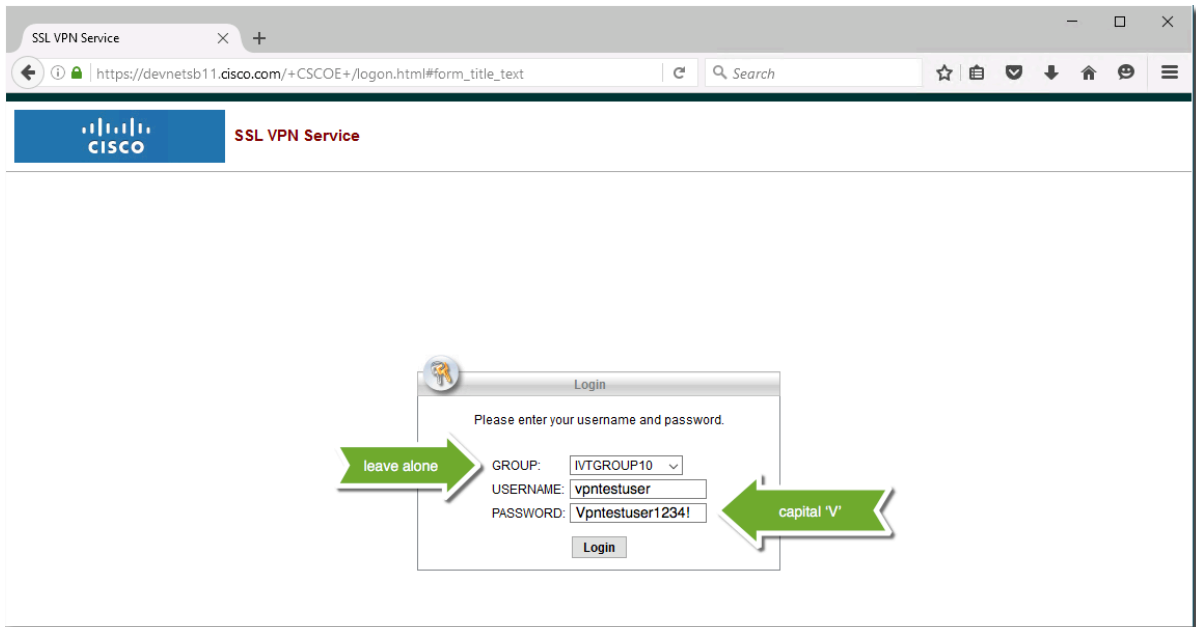 SSL VPN Service
https://devnetsb11.cisco.com/+CSCOE+/logon.html#form_title_text
Search
CISCO
SSL VPN Service
Login
Please enter your username and password.
leave alone
GROUP: IVTGROUP10
USERNAME: vpntestuser
PASSWORD: Vpntestuser1234!
capital 'V'
Login